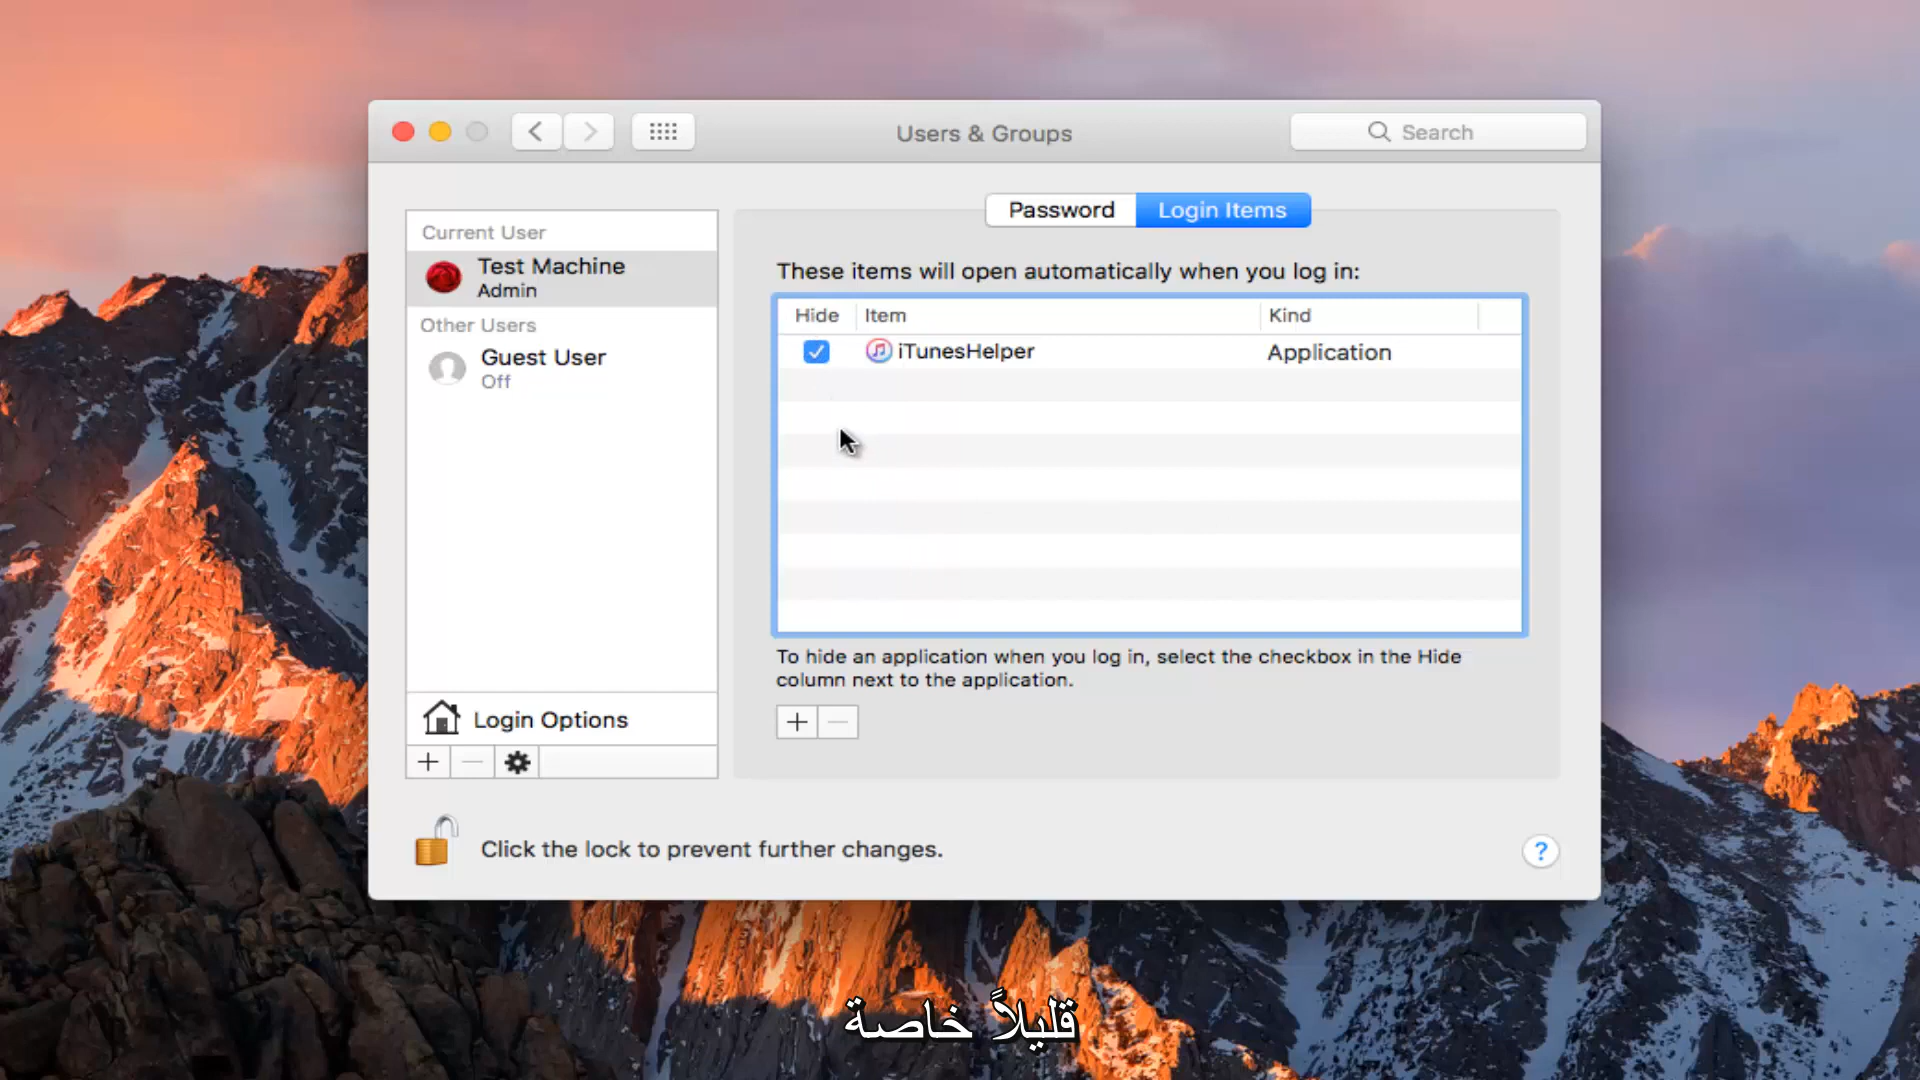 Users & Groups
Search
Password
Login Items
Current User
Test Machine
Admin
Other Users
Guest User
Off
Login Options
These items will open automatically when you log in:
Hide Item Kind
iTunesHelper Application
To hide an application when you log in, select the checkbox in the Hide
column next to the application.
Click the lock to prevent further changes.
?
قليلاً خاصة